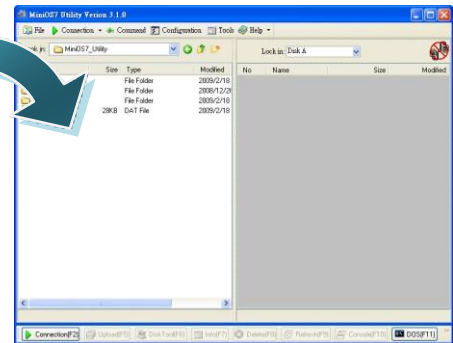 MiniOS7 Utility Verion 3.1.0
File Connection Command Configuration Tools Help
k in: MiniOS7_Utility
Lock in: Disk A
Size Type Modified
No Name Size Modified
File Folder 2009/2/18
File Folder 2008/12/2
File Folder 2009/2/18
28KB DAT File 2009/2/18
Connection(F2) Upload(F5) DiskTool(F6) Info(F7) Delete(F8) Refresh(F9) Console(F10) DOS(F11)